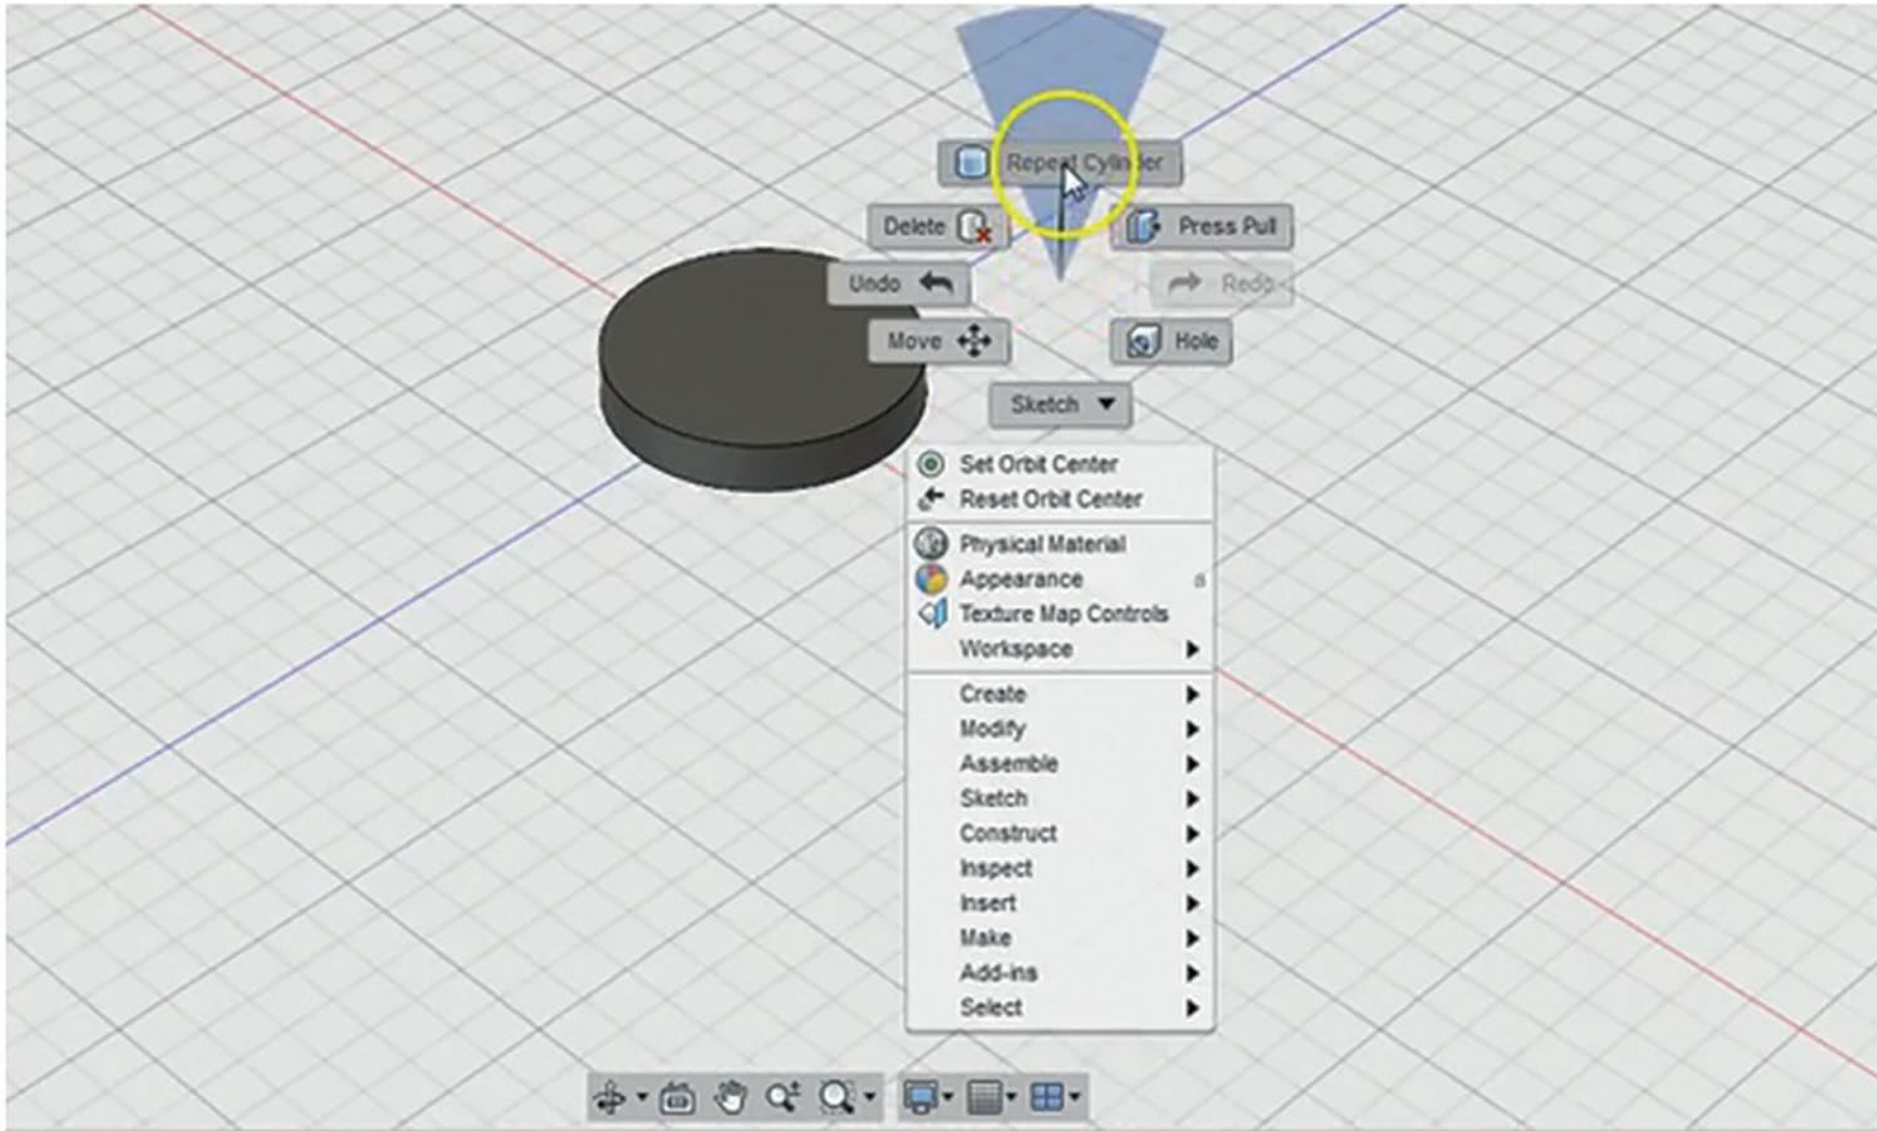 Repeat Cylinder
Delete
Press Pull
Undo
Redo
Move
Hole
Sketch
Set Orbit Center
Reset Orbit Center
Physical Material
Appearance a
Texture Map Controls
Workspace
Create
Modify
Assemble
Sketch
Construct
Inspect
Insert
Make
Add-ins
Select